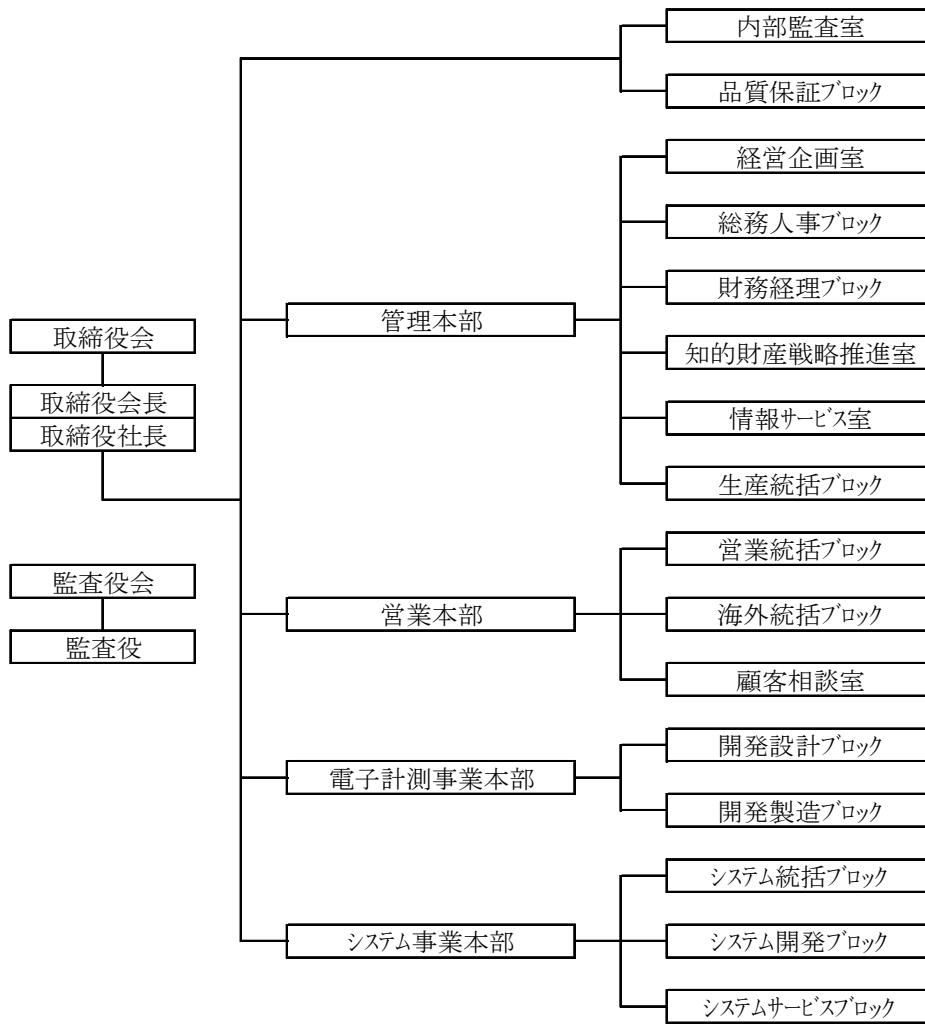 内部監査室
品質保証ブロック
経営企画室
総務人事ブロック
財務経理ブロック
管理本部
取締役会
知的財産戦略推進室
取締役会長
取締役社長
情報サービス室
生産統括ブロック
営業統括ブロック
監査役会
営業本部
海外統括ブロック
監査役
顧客相談室
開発設計ブロック
電子計測事業本部
開発製造ブロック
システム統括ブロック
システム事業本部
システム開発ブロック
システムサービスブロック